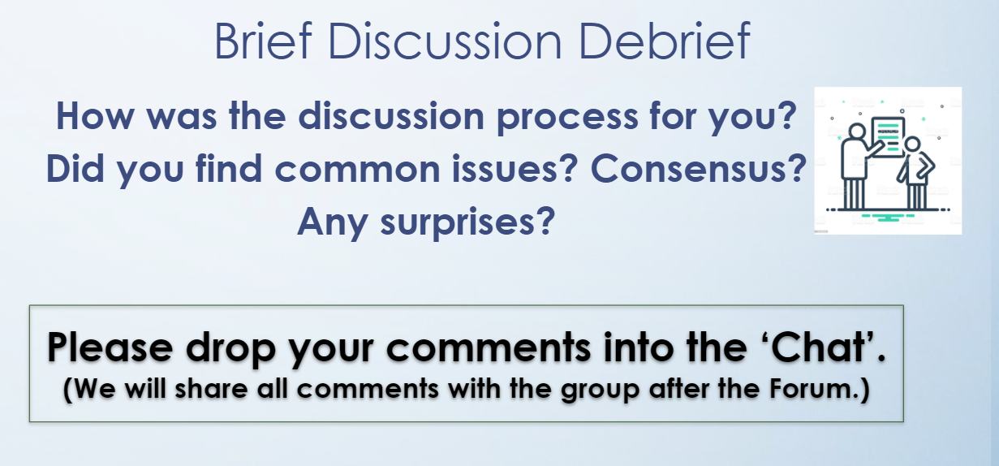 Brief Discussion Debrief
How was the discussion process for you?
Did you find common issues? Consensus?
Any surprises?
Please drop your comments into the ‘Chat’.
(We will share all comments with the group after the Forum.)